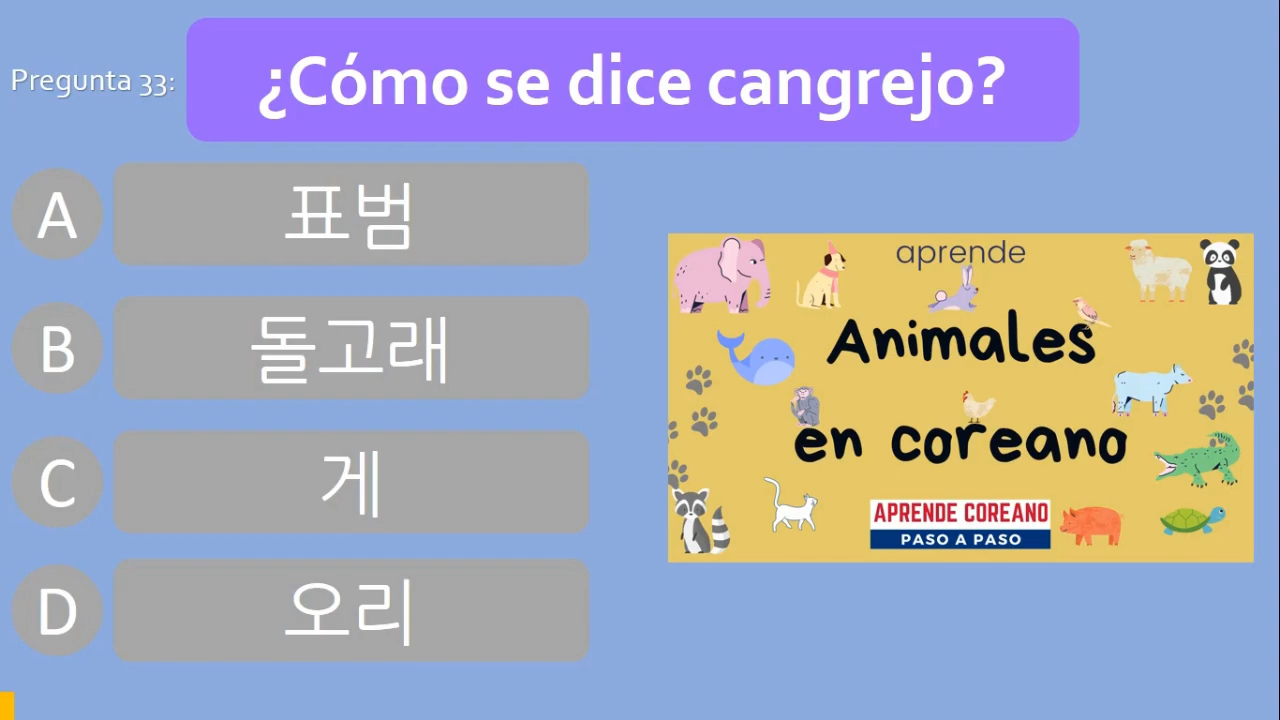 Pregunta 33:
¿Cómo se dice cangrejo?
A
표범
B
돌고래
C
게
D
오리
aprende
Animales
en coreano
APRENDE COREANO
PASO A PASO